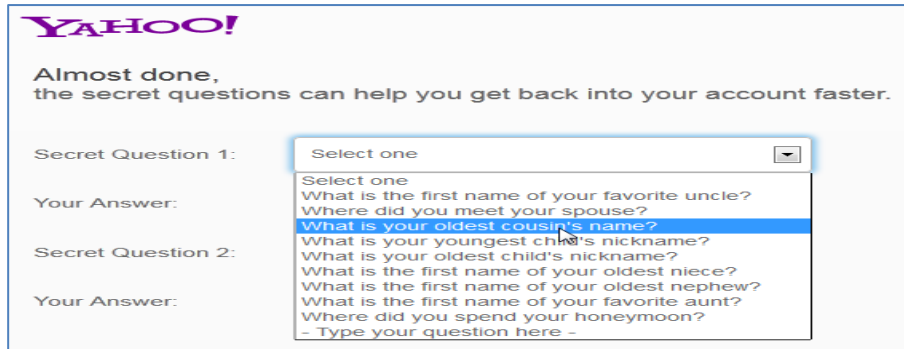 YAHOO!
Almost done,
the secret questions can help you get back into your account faster.
Secret Question 1:
Select one
Select one
What is the first name of your favorite uncle?
Your Answer:
Where did you meet your spouse?
What is your oldest cousin's name?
What is your youngest child's nickname?
Secret Question 2:
What is your oldest child's nickname?
What is the first name of your oldest niece?
What is the first name of your oldest nephew?
Your Answer:
What is the first name of your favorite aunt?
Where did you spend your honeymoon?
- Type your question here -